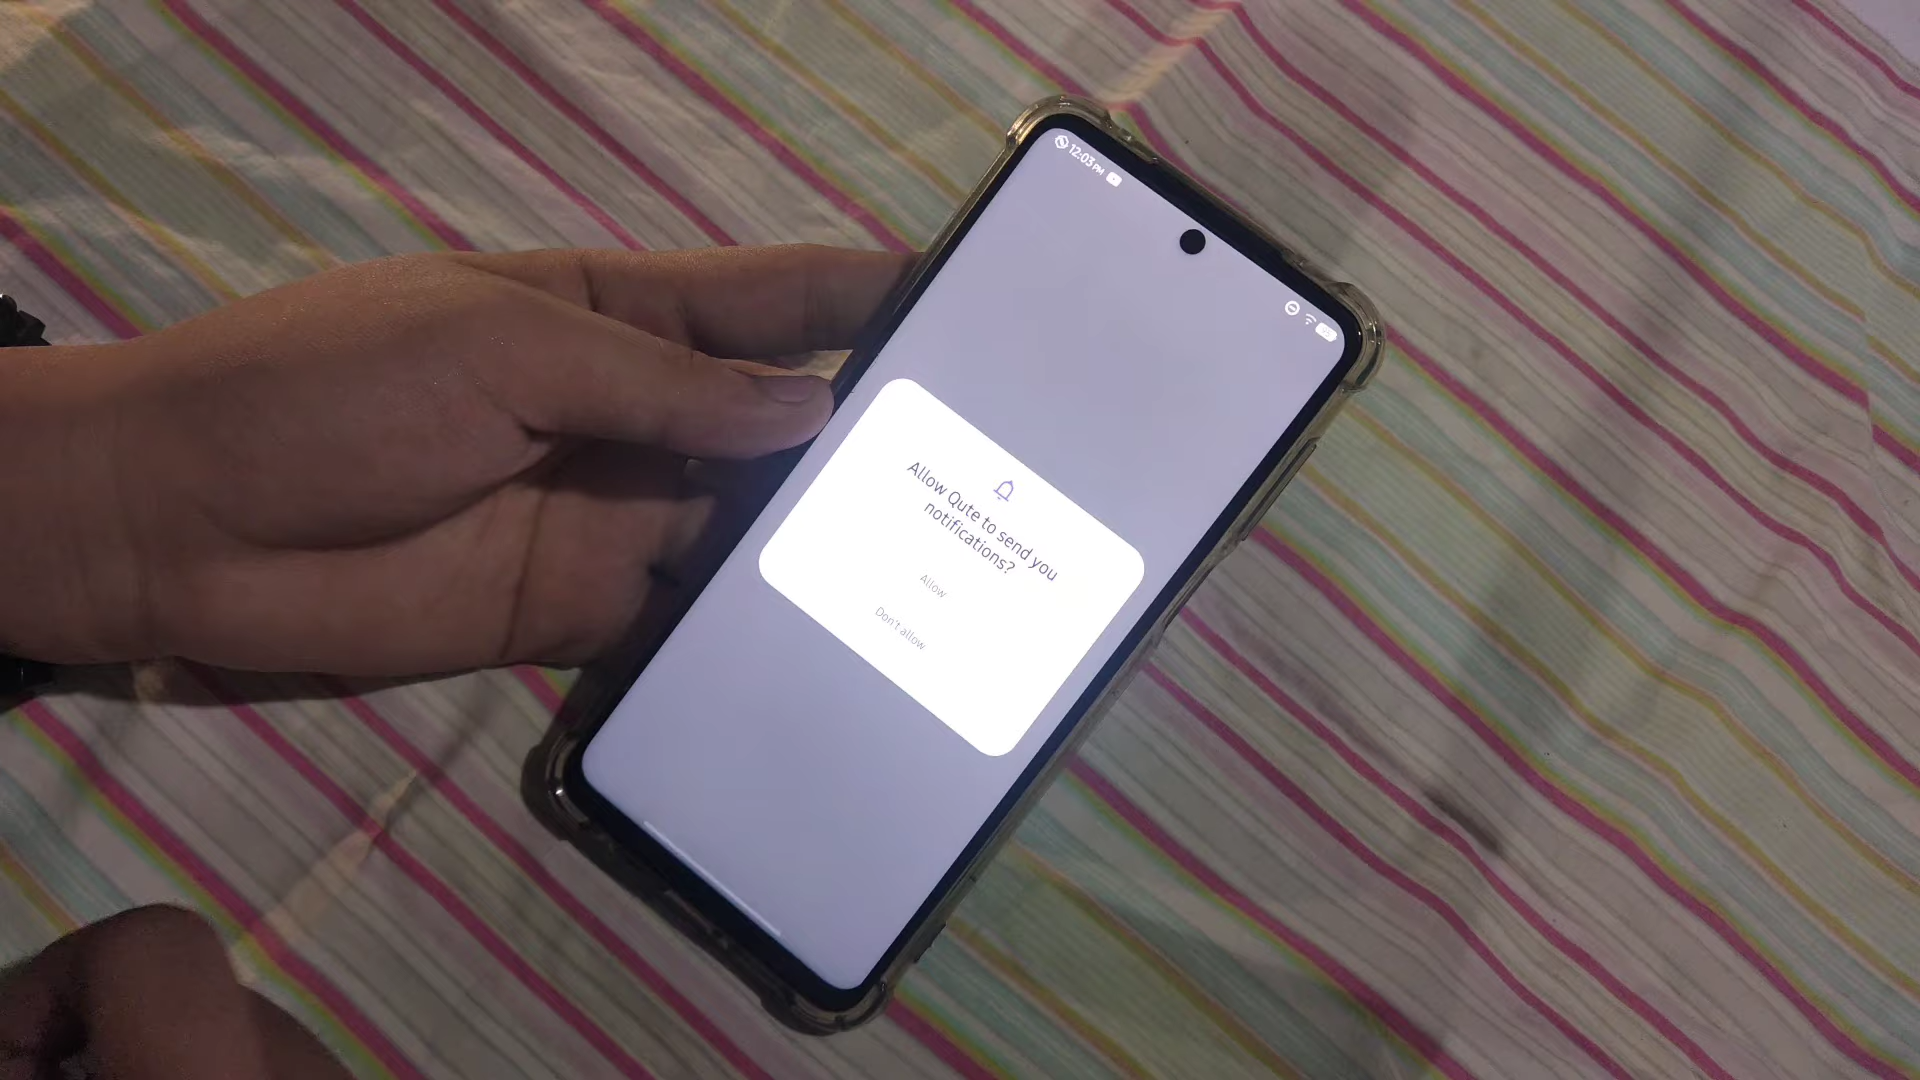 12:03 PM
Allow Qute to send you
notifications?
Allow
Don't allow